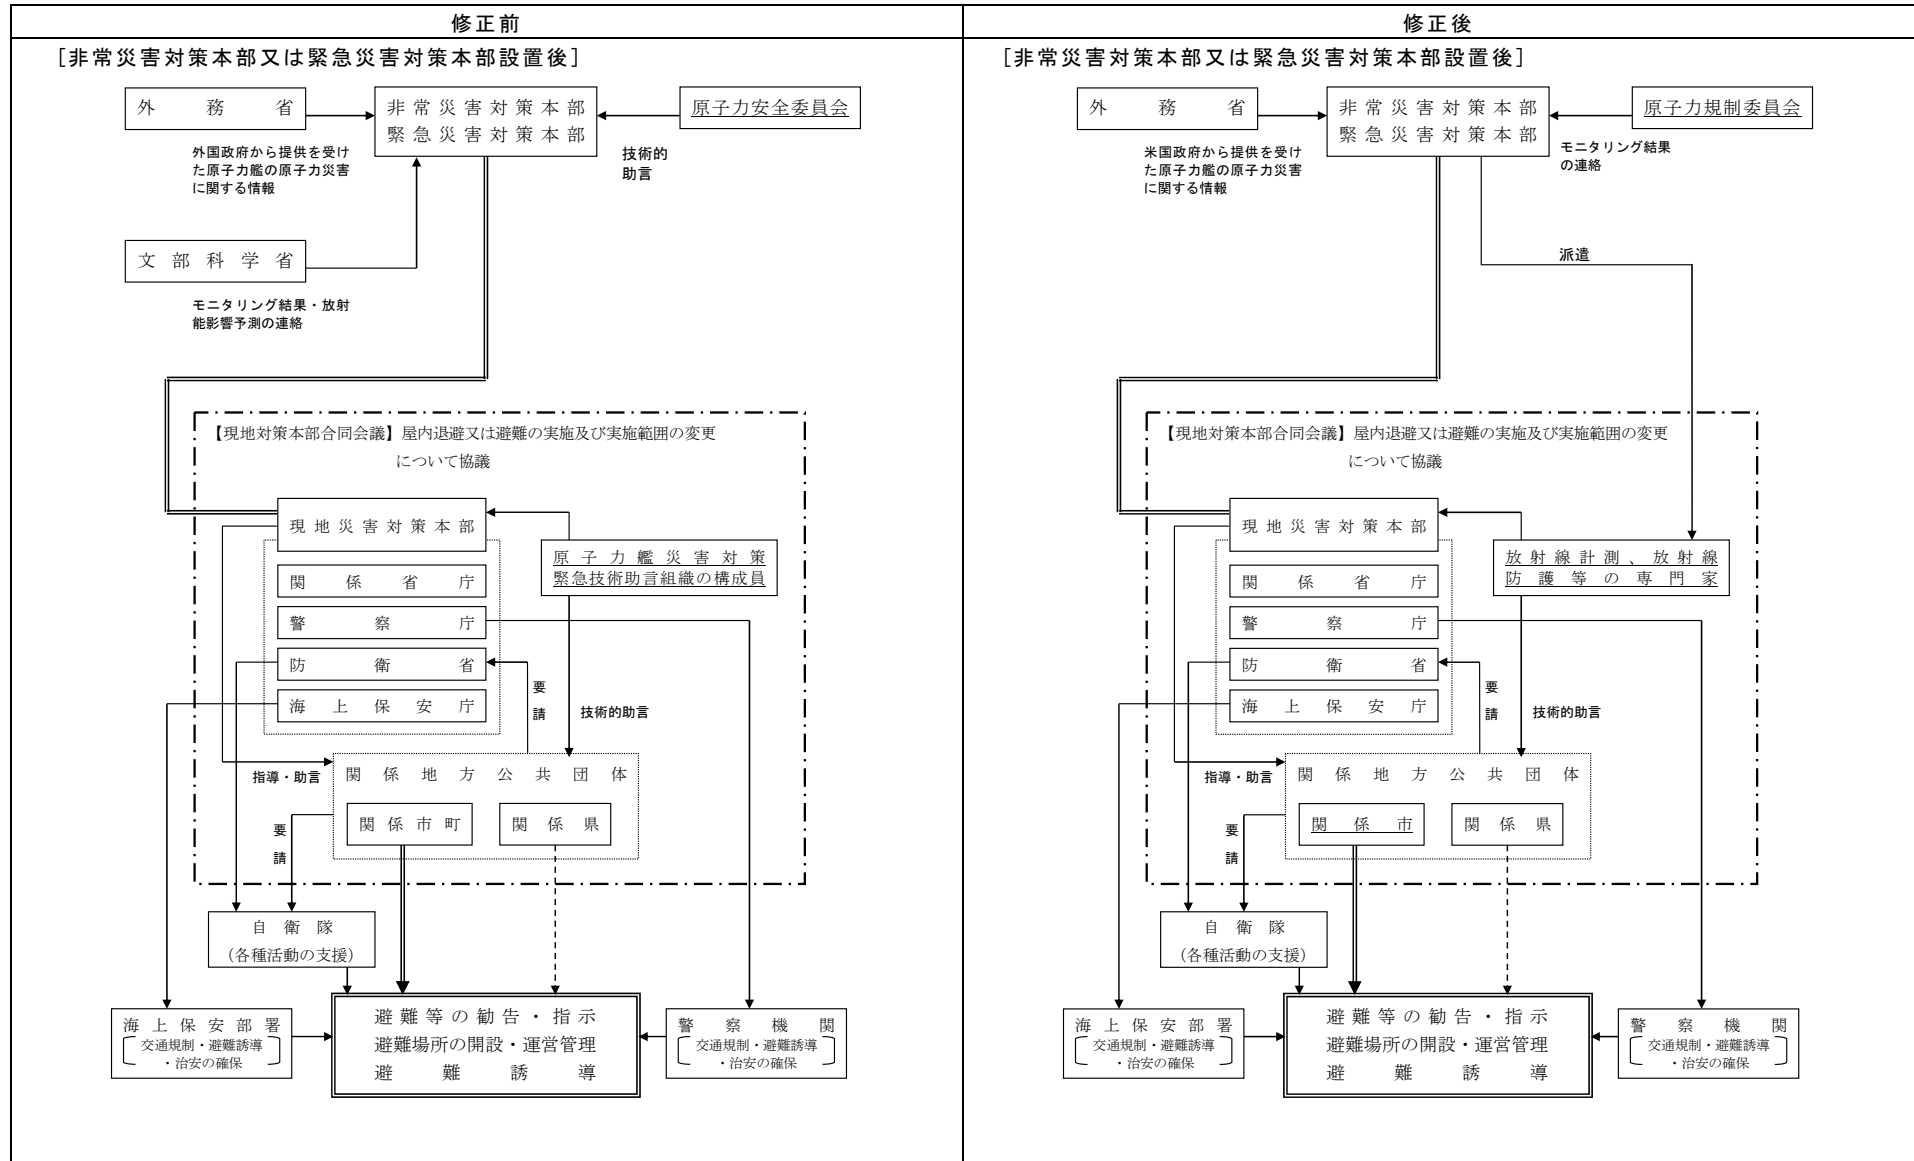 修正前
[非常災害対策本部又は緊急災害対策本部設置後]
外務省
非常災害対策本部
緊急災害対策本部
原子力安全委員会
外国政府から提供を受け
た原子力艦の原子力災害
に関する情報
技術的
助言
文部科学省
モニタリング結果・放射
能影響予測の連絡
【現地対策本部合同会議】屋内退避又は避難の実施及び実施範囲の変更
について協議
現地災害対策本部
原子力艦災害対策
緊急技術助言組織の構成員
関係省庁
警察庁
防衛省
海上保安庁
要
請
技術的助言
指導・助言
関係地方公共団体
関係市町
関係県
要
請
自衛隊
(各種活動の支援)
海上保安部署
交通規制・避難誘導
・治安の確保
避難等の勧告・指示
避難場所の開設・運営管理
避難誘導
警察機関
交通規制・避難誘導
・治安の確保
修正後
[非常災害対策本部又は緊急災害対策本部設置後]
外務省
非常災害対策本部
緊急災害対策本部
原子力規制委員会
米国政府から提供を受け
た原子力艦の原子力災害
に関する情報
モニタリング結果
の連絡
派遣
【現地対策本部合同会議】屋内退避又は避難の実施及び実施範囲の変更
について協議
現地災害対策本部
放射線計測、放射線
防護等の専門家
関係省庁
警察庁
防衛省
海上保安庁
要
請
技術的助言
指導・助言
関係地方公共団体
関係市
関係県
要
請
自衛隊
(各種活動の支援)
海上保安部署
交通規制・避難誘導
・治安の確保
避難等の勧告・指示
避難場所の開設・運営管理
避難誘導
警察機関
交通規制・避難誘導
・治安の確保